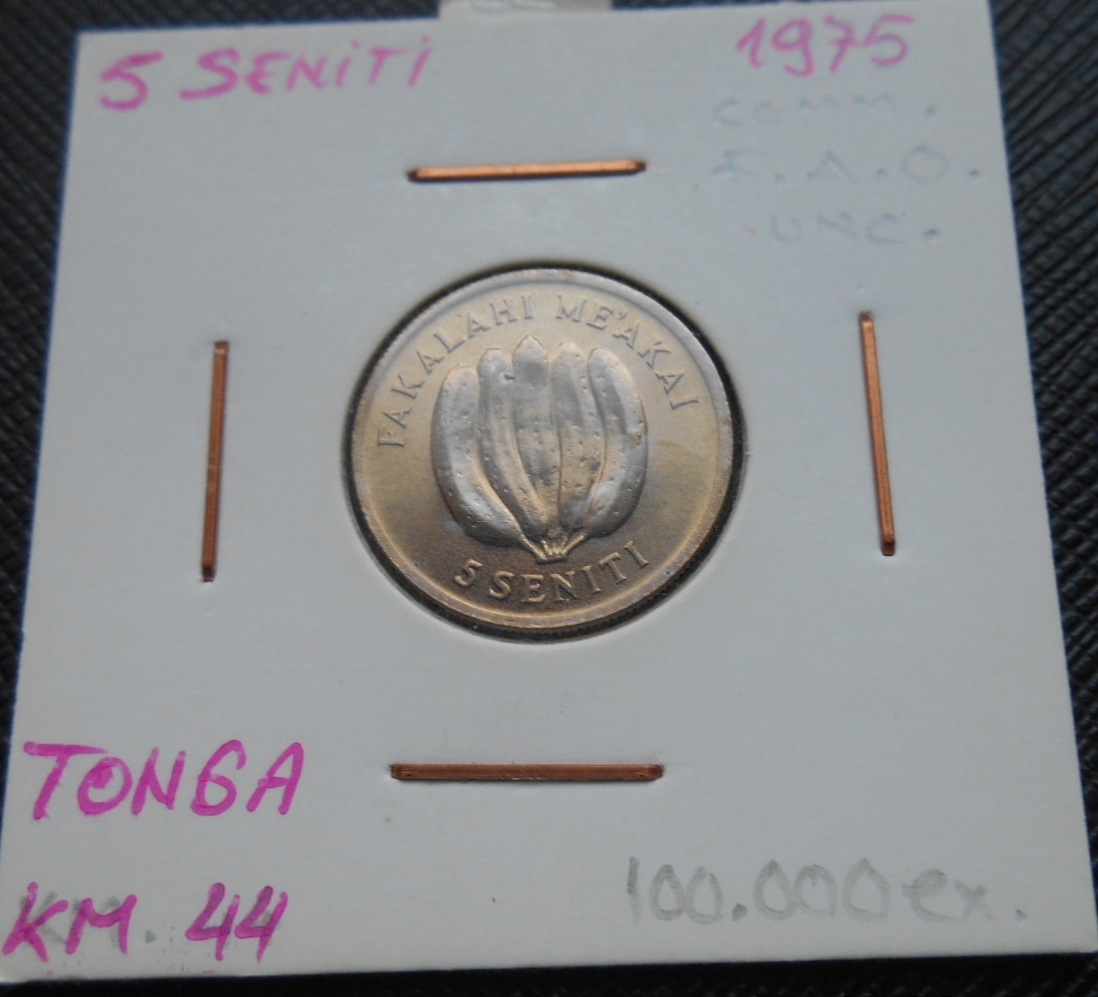 5 SENiTi
1975
COMM.
F.A.O.
UNC.
FAKALAHI ME'AKAI
5 SENITI
TONGA
KM. 44
100.000 ex.